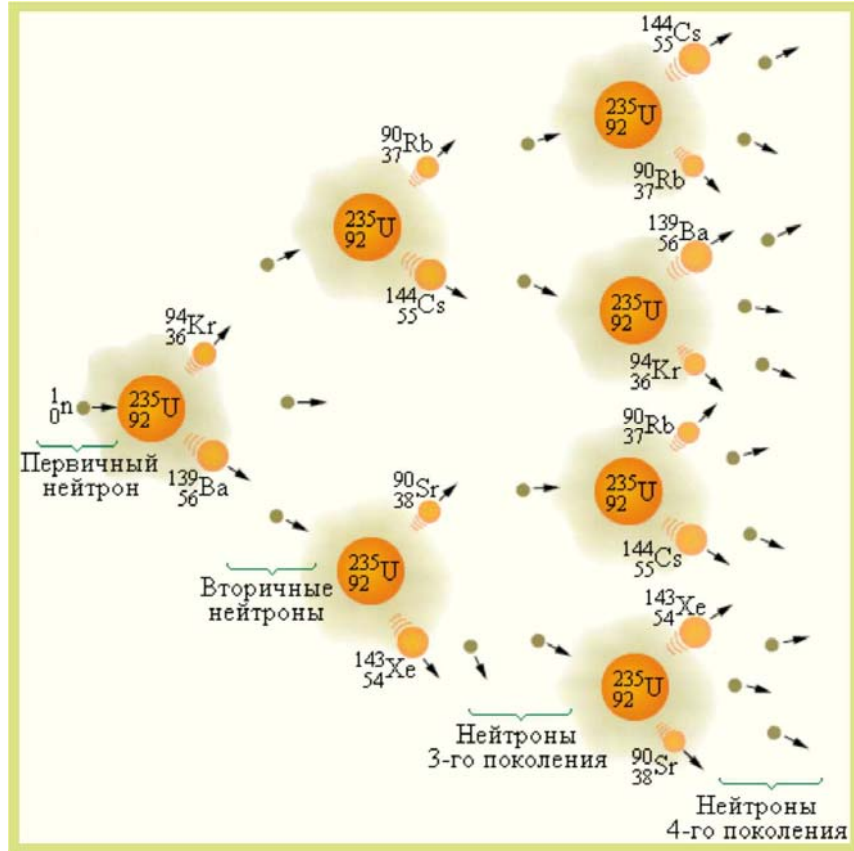 ¹⁴⁴₅₅Cs
²³⁵₉₂U
⁹⁰₃₇Rb
⁹⁰₃₇Rb
²³⁵₉₂U
¹⁴⁴₅₅Cs
¹³⁹₅₆Ba
²³⁵₉₂U
⁹⁴₃₆Kr
⁹⁴₃₆Kr
¹₀n
²³⁵₉₂U
¹³⁹₅₆Ba
Первичный
нейтрон
⁹⁰₃₇Rb
²³⁵₉₂U
¹⁴⁴₅₅Cs
⁹⁰₃₈Sr
²³⁵₉₂U
¹⁴³₅₄Xe
Вторичные
нейтроны
¹⁴³₅₄Xe
²³⁵₉₂U
⁹⁰₃₈Sr
Нейтроны
3-го поколения
Нейтроны
4-го поколения